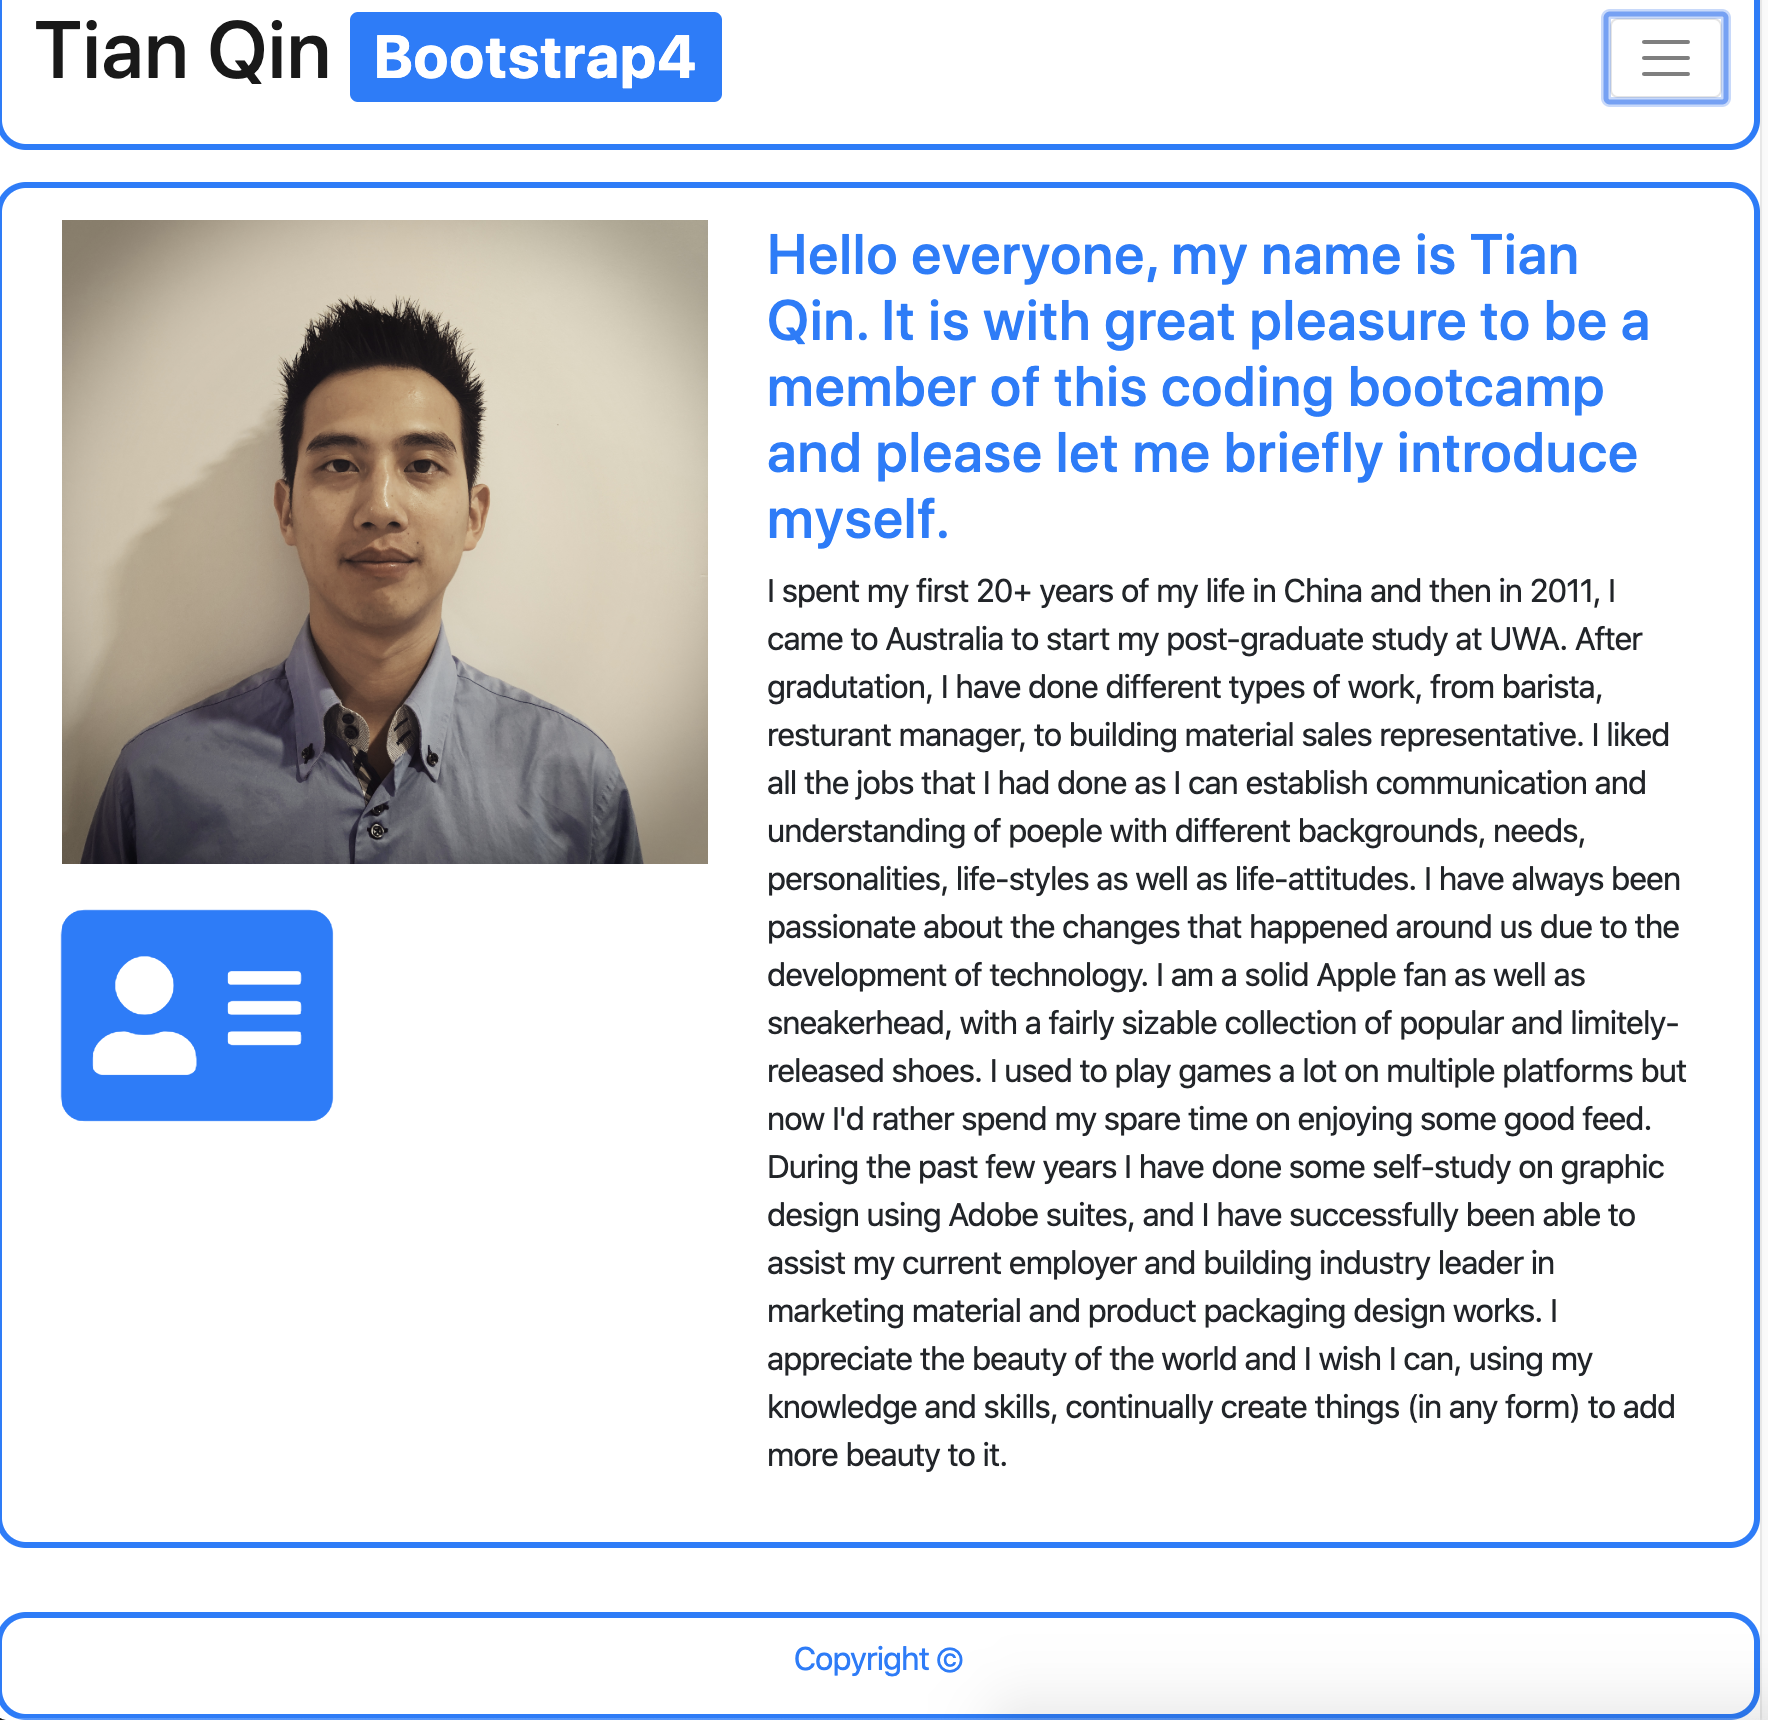 Tian Qin Bootstrap4
Hello everyone, my name is Tian
Qin. It is with great pleasure to be a
member of this coding bootcamp
and please let me briefly introduce
myself.
I spent my first 20+ years of my life in China and then in 2011, I
came to Australia to start my post-graduate study at UWA. After
gradutation, I have done different types of work, from barista,
resturant manager, to building material sales representative. I liked
all the jobs that I had done as I can establish communication and
understanding of poeple with different backgrounds, needs,
personalities, life-styles as well as life-attitudes. I have always been
passionate about the changes that happened around us due to the
development of technology. I am a solid Apple fan as well as
sneakerhead, with a fairly sizable collection of popular and limitely-
released shoes. I used to play games a lot on multiple platforms but
now I'd rather spend my spare time on enjoying some good feed.
During the past few years I have done some self-study on graphic
design using Adobe suites, and I have successfully been able to
assist my current employer and building industry leader in
marketing material and product packaging design works. I
appreciate the beauty of the world and I wish I can, using my
knowledge and skills, continually create things (in any form) to add
more beauty to it.
Copyright ©